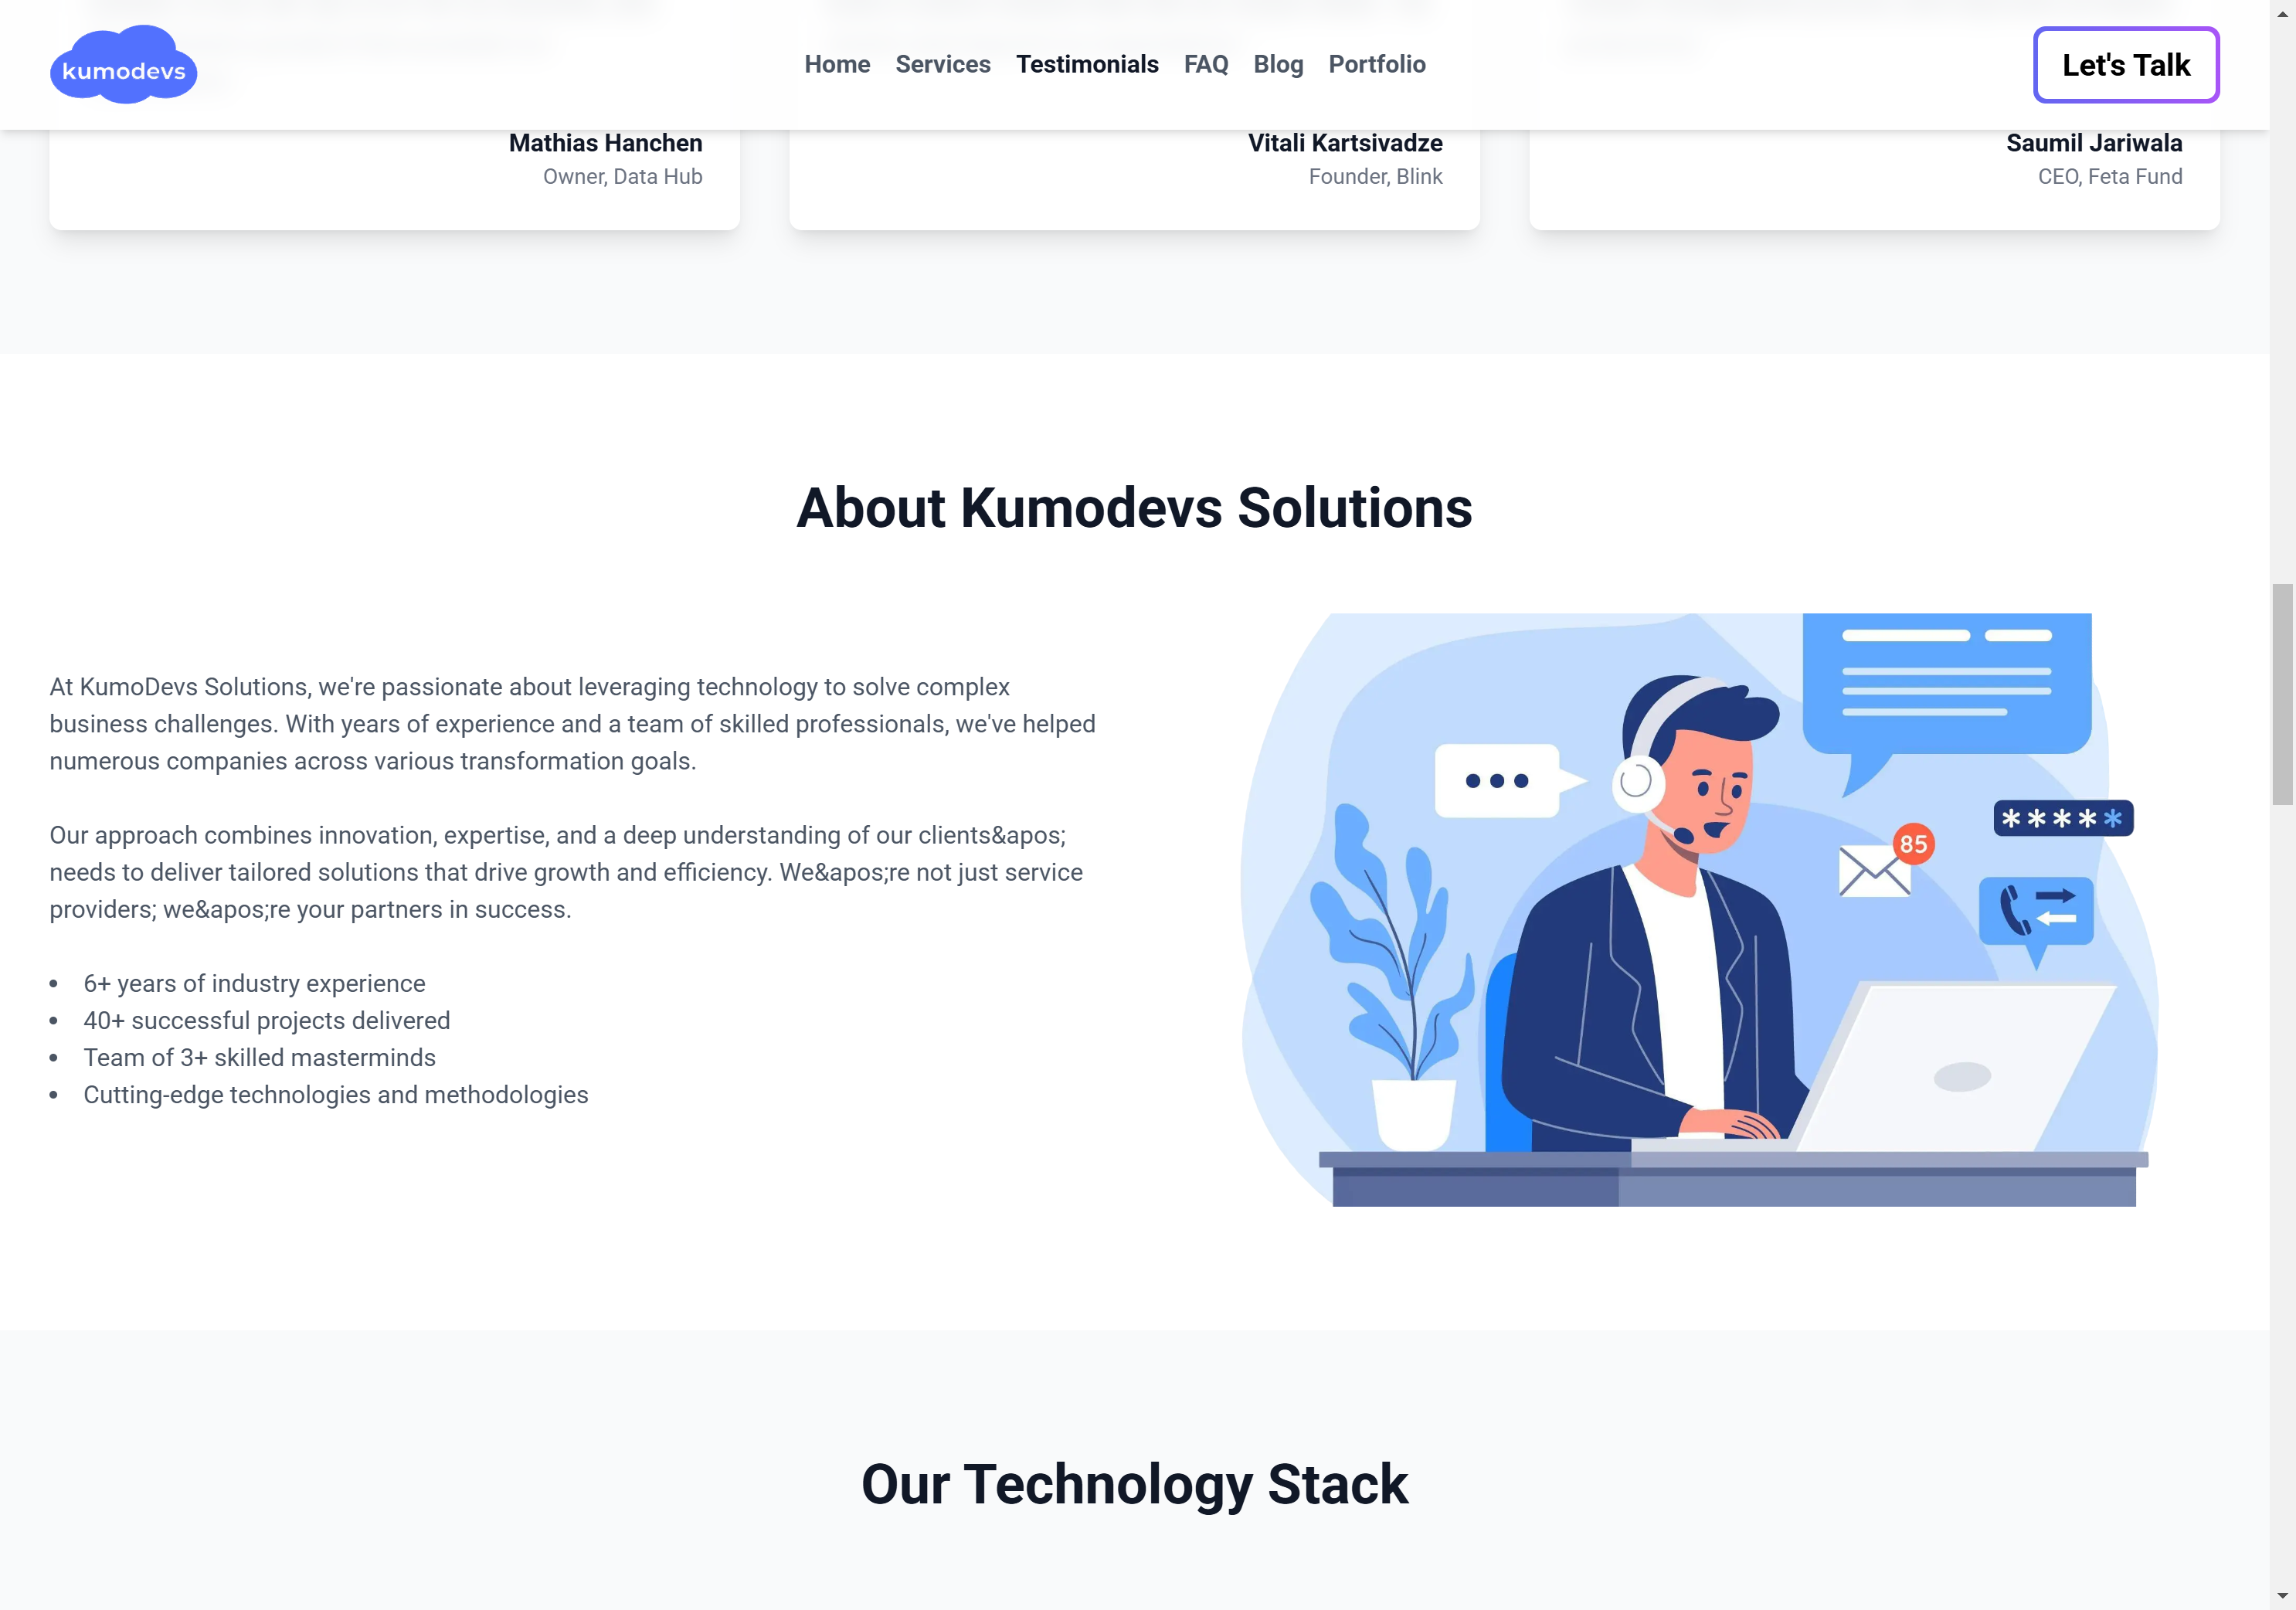 kumodevs
Home Services Testimonials FAQ Blog Portfolio
Let's Talk
Mathias Hanchen
Owner, Data Hub
Vitali Kartsivadze
Founder, Blink
Saumil Jariwala
CEO, Feta Fund
About Kumodevs Solutions
At KumoDevs Solutions, we're passionate about leveraging technology to solve complex
business challenges. With years of experience and a team of skilled professionals, we've helped
numerous companies across various transformation goals.
Our approach combines innovation, expertise, and a deep understanding of our clients&apos;
needs to deliver tailored solutions that drive growth and efficiency. We&apos;re not just service
providers; we&apos;re your partners in success.
• 6+ years of industry experience
• 40+ successful projects delivered
• Team of 3+ skilled masterminds
• Cutting-edge technologies and methodologies
85
*****
Our Technology Stack